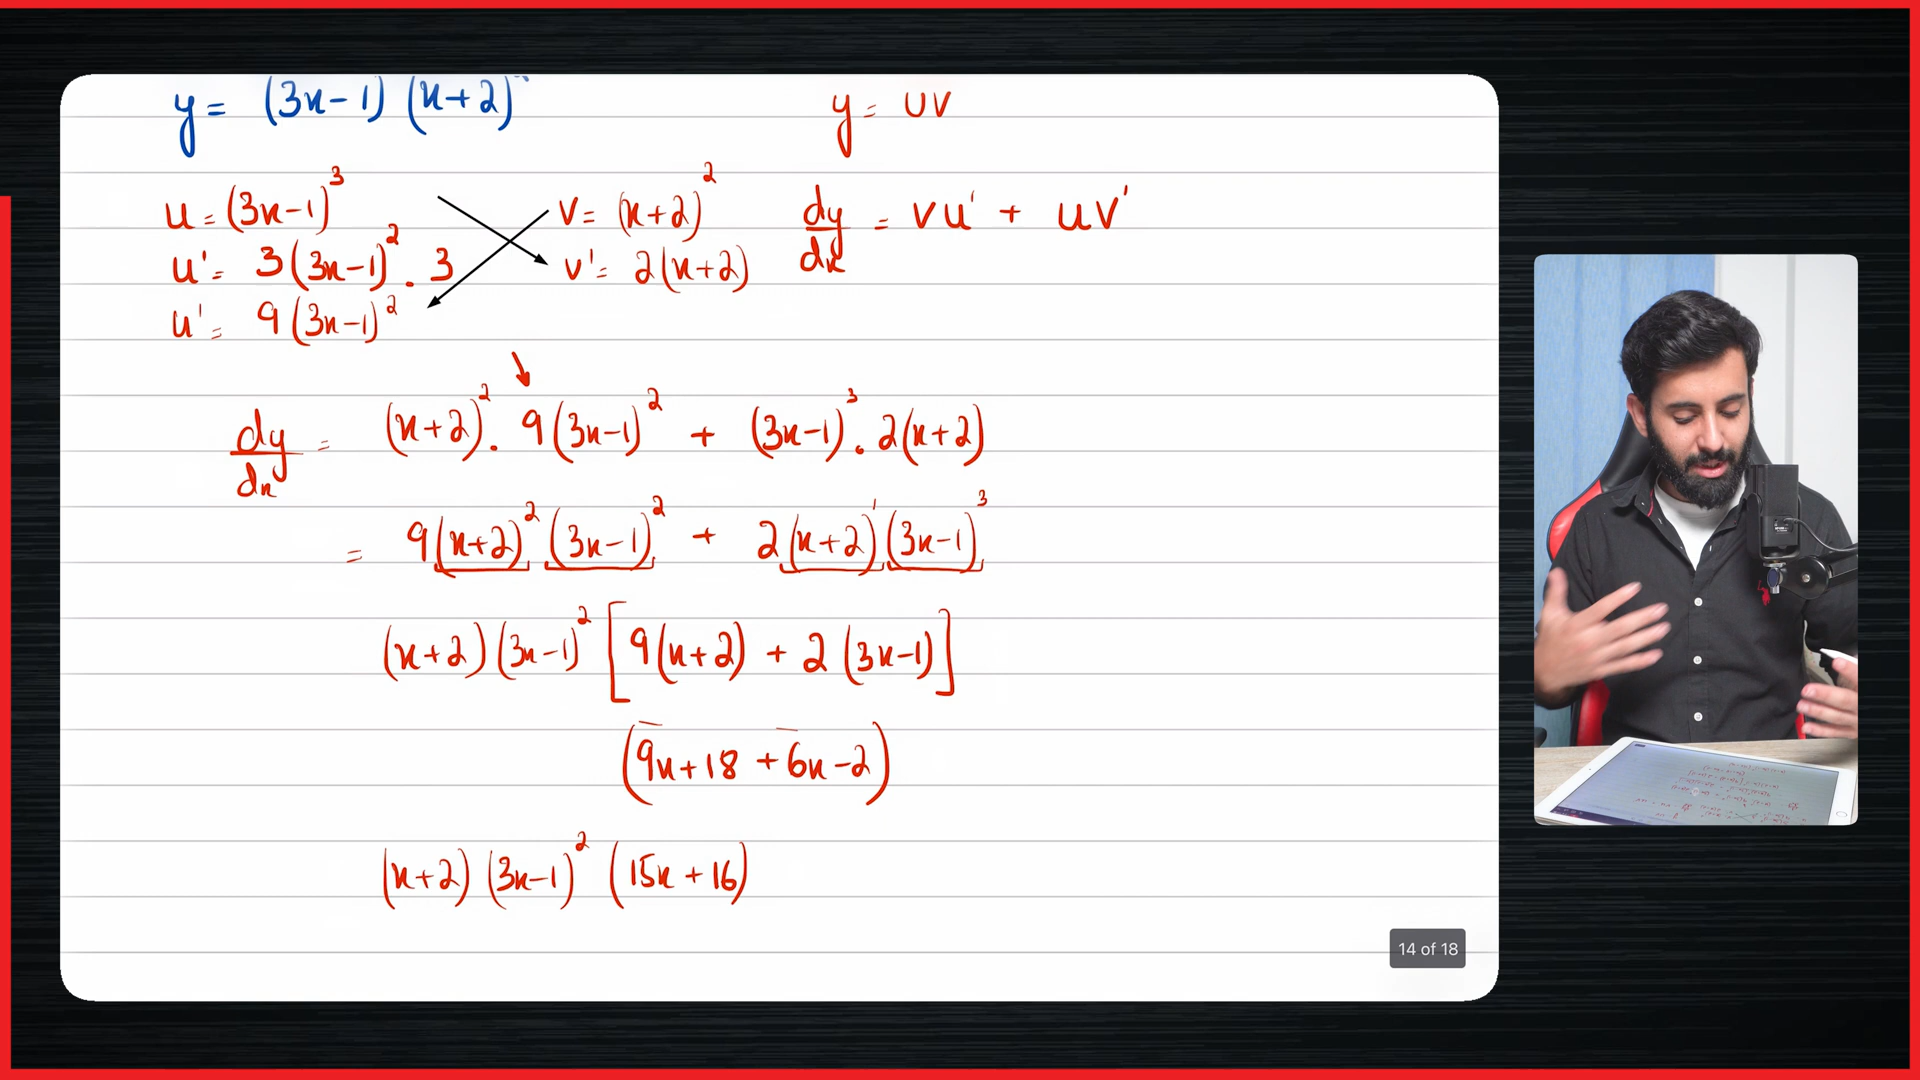 y = (3x-1) (x+2)
y = uv
u = (3x-1)³
v = (x+2)²
dy/dx = vu' + uv'
u' = 3(3x-1)² . 3
v' = 2(x+2)
u' = 9(3x-1)²
dy/dx = (x+2)² . 9(3x-1)² + (3x-1)³ . 2(x+2)
= 9(x+2)² (3x-1)² + 2(x+2)¹(3x-1)³
(x+2)(3x-1)² [9(x+2) + 2(3x-1)]
(9x+18 +6x-2)
(x+2)(3x-1)² (15x+16)
14 of 18